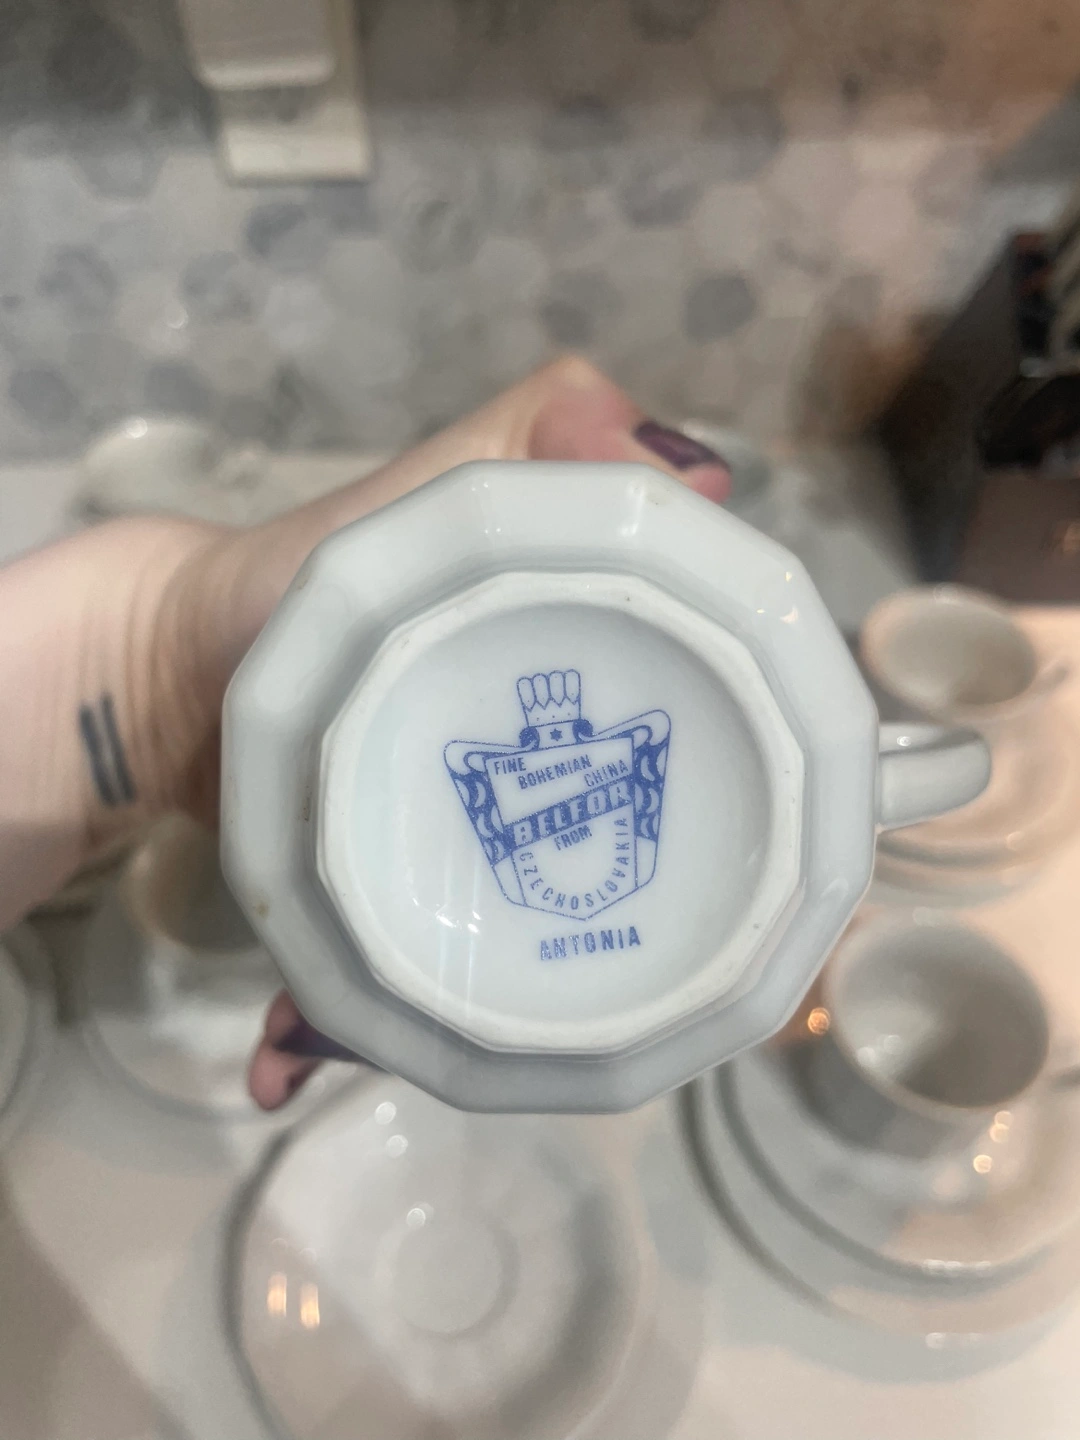 FINE
BOHEMIAN
CHINA
BELFOR
FROM
CZECHOSLOVAKIA
ANTONIA